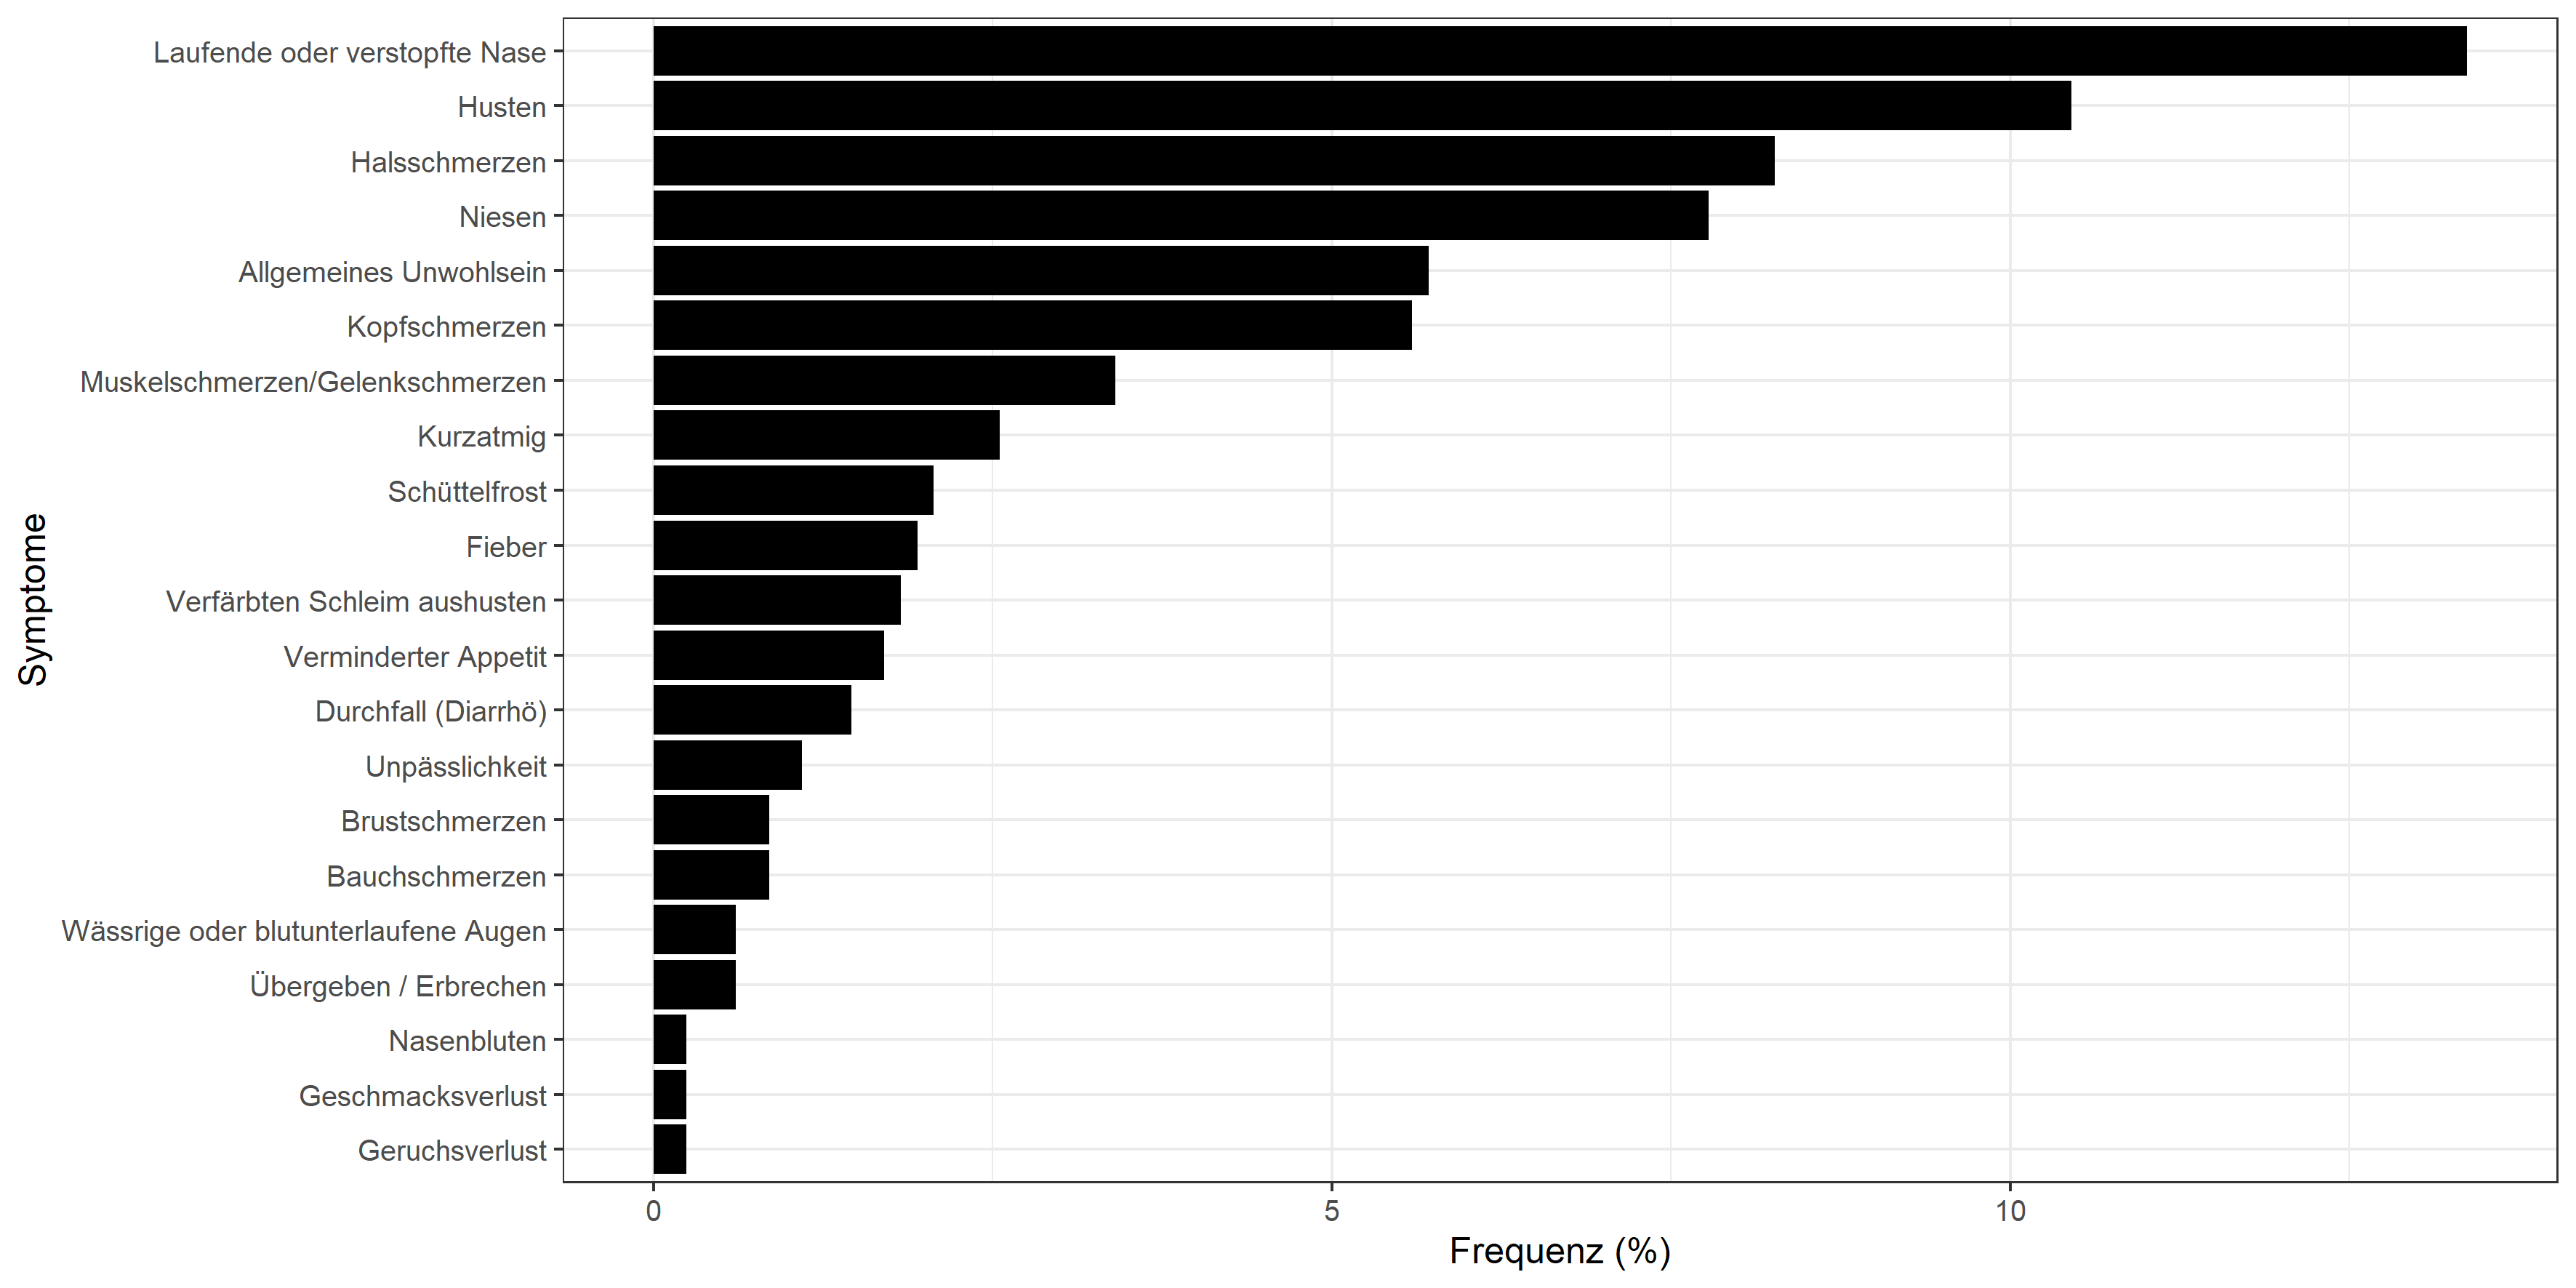 Laufende oder verstopfte Nase
Husten
Halsschmerzen
Niesen
Allgemeines Unwohlsein
Kopfschmerzen
Muskelschmerzen/Gelenkschmerzen
Kurzatmig
Schüttelfrost
Fieber
Verfärbten Schleim aushusten
Verminderter Appetit
Durchfall (Diarrhö)
Unpässlichkeit
Brustschmerzen
Bauchschmerzen
Wässrige oder blutunterlaufene Augen
Übergeben / Erbrechen
Nasenbluten
Geschmacksverlust
Geruchsverlust
Symptome
0 5 10
Frequenz (%)